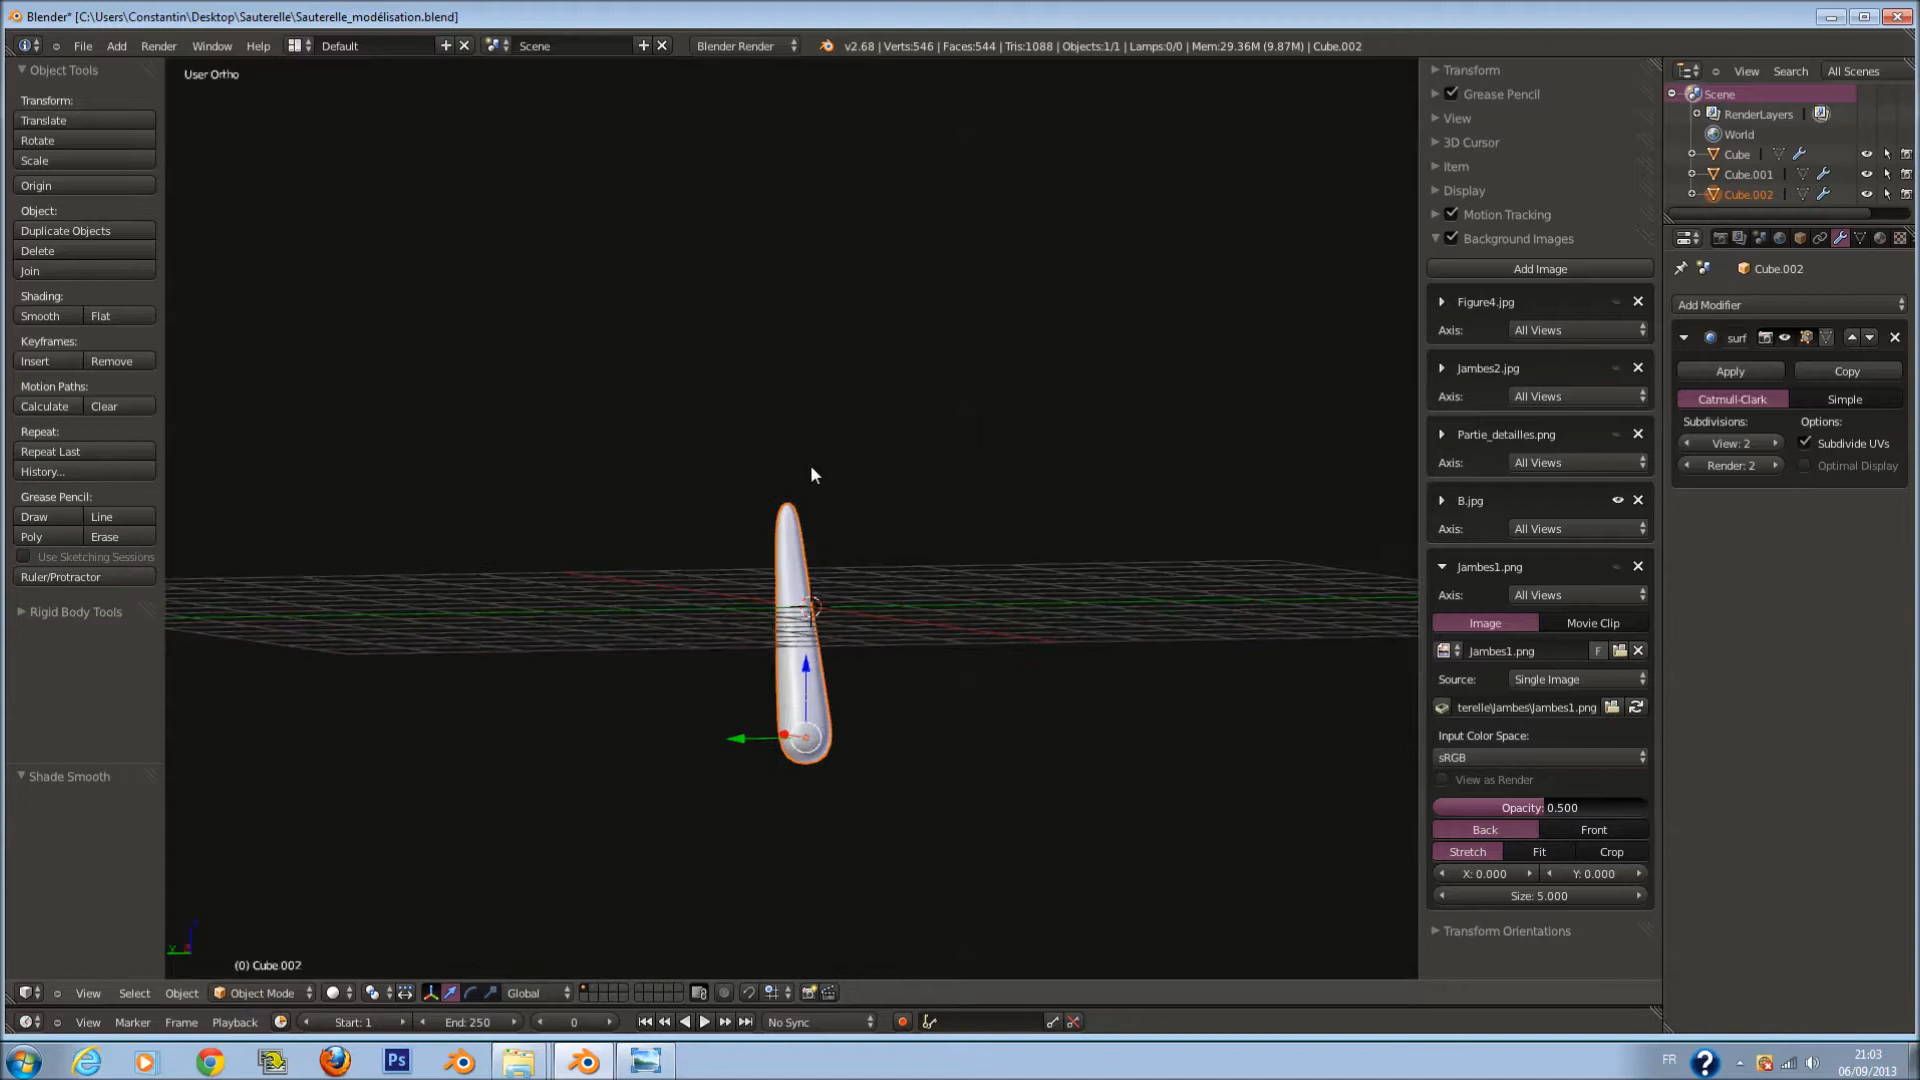 Blender* [C:\Users\Constantin\Desktop\Sauterelle\Sauterelle_modélisation.blend]
File Add Render Window Help Default Scene Blender Render v2.68 | Verts:546 | Faces:544 | Tris:1088 | Objects:1/1 | Lamps:0/0 | Mem:29.36M (9.87M) | Cube.002
Object Tools
Transform:
Translate
Rotate
Scale
Origin
Object:
Duplicate Objects
Delete
Join
Shading:
Smooth Flat
Keyframes:
Insert Remove
Motion Paths:
Calculate Clear
Repeat:
Repeat Last
History...
Grease Pencil:
Draw Line
Poly Erase
Use Sketching Sessions
Ruler/Protractor
Rigid Body Tools
Shade Smooth
User Ortho
(0) Cube.002
Transform
Grease Pencil
View
3D Cursor
Item
Display
Motion Tracking
Background Images
Add Image
Figure4.jpg
Axis: All Views
Jambes2.jpg
Axis: All Views
Partie_detailles.png
Axis: All Views
B.jpg
Axis: All Views
Jambes1.png
Axis: All Views
Image Movie Clip
Jambes1.png F
Source: Single Image
terelle\Jambes\Jambes1.png
Input Color Space:
sRGB
View as Render
Opacity: 0.500
Back Front
Stretch Fit Crop
X: 0.000 Y: 0.000
Size: 5.000
Transform Orientations
View Search All Scenes
Scene
RenderLayers
World
Cube
Cube.001
Cube.002
Cube.002
Add Modifier
surf
Apply Copy
Catmull-Clark Simple
Subdivisions: Options:
View: 2 Subdivide UVs
Render: 2 Optimal Display
View Select Object Object Mode Global
View Marker Frame Playback Start: 1 End: 250 0 No Sync
Ps
FR
21:03
06/09/2013